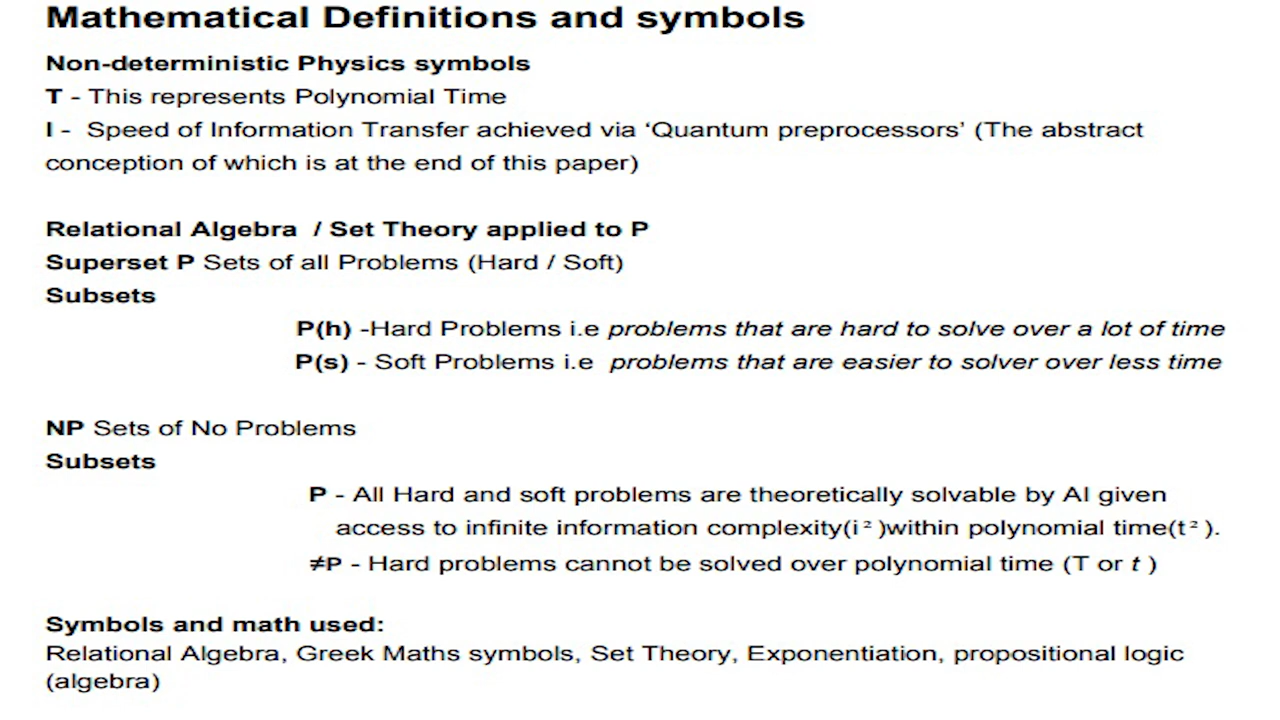 Mathematical Definitions and symbols
Non-deterministic Physics symbols
T - This represents Polynomial Time
I - Speed of Information Transfer achieved via ‘Quantum preprocessors’ (The abstract
conception of which is at the end of this paper)
Relational Algebra / Set Theory applied to P
Superset P Sets of all Problems (Hard / Soft)
Subsets
P(h) -Hard Problems i.e problems that are hard to solve over a lot of time
P(s) - Soft Problems i.e problems that are easier to solver over less time
NP Sets of No Problems
Subsets
P - All Hard and soft problems are theoretically solvable by AI given
access to infinite information complexity(i²)within polynomial time(t²).
≠P - Hard problems cannot be solved over polynomial time (T or t )
Symbols and math used:
Relational Algebra, Greek Maths symbols, Set Theory, Exponentiation, propositional logic
(algebra)